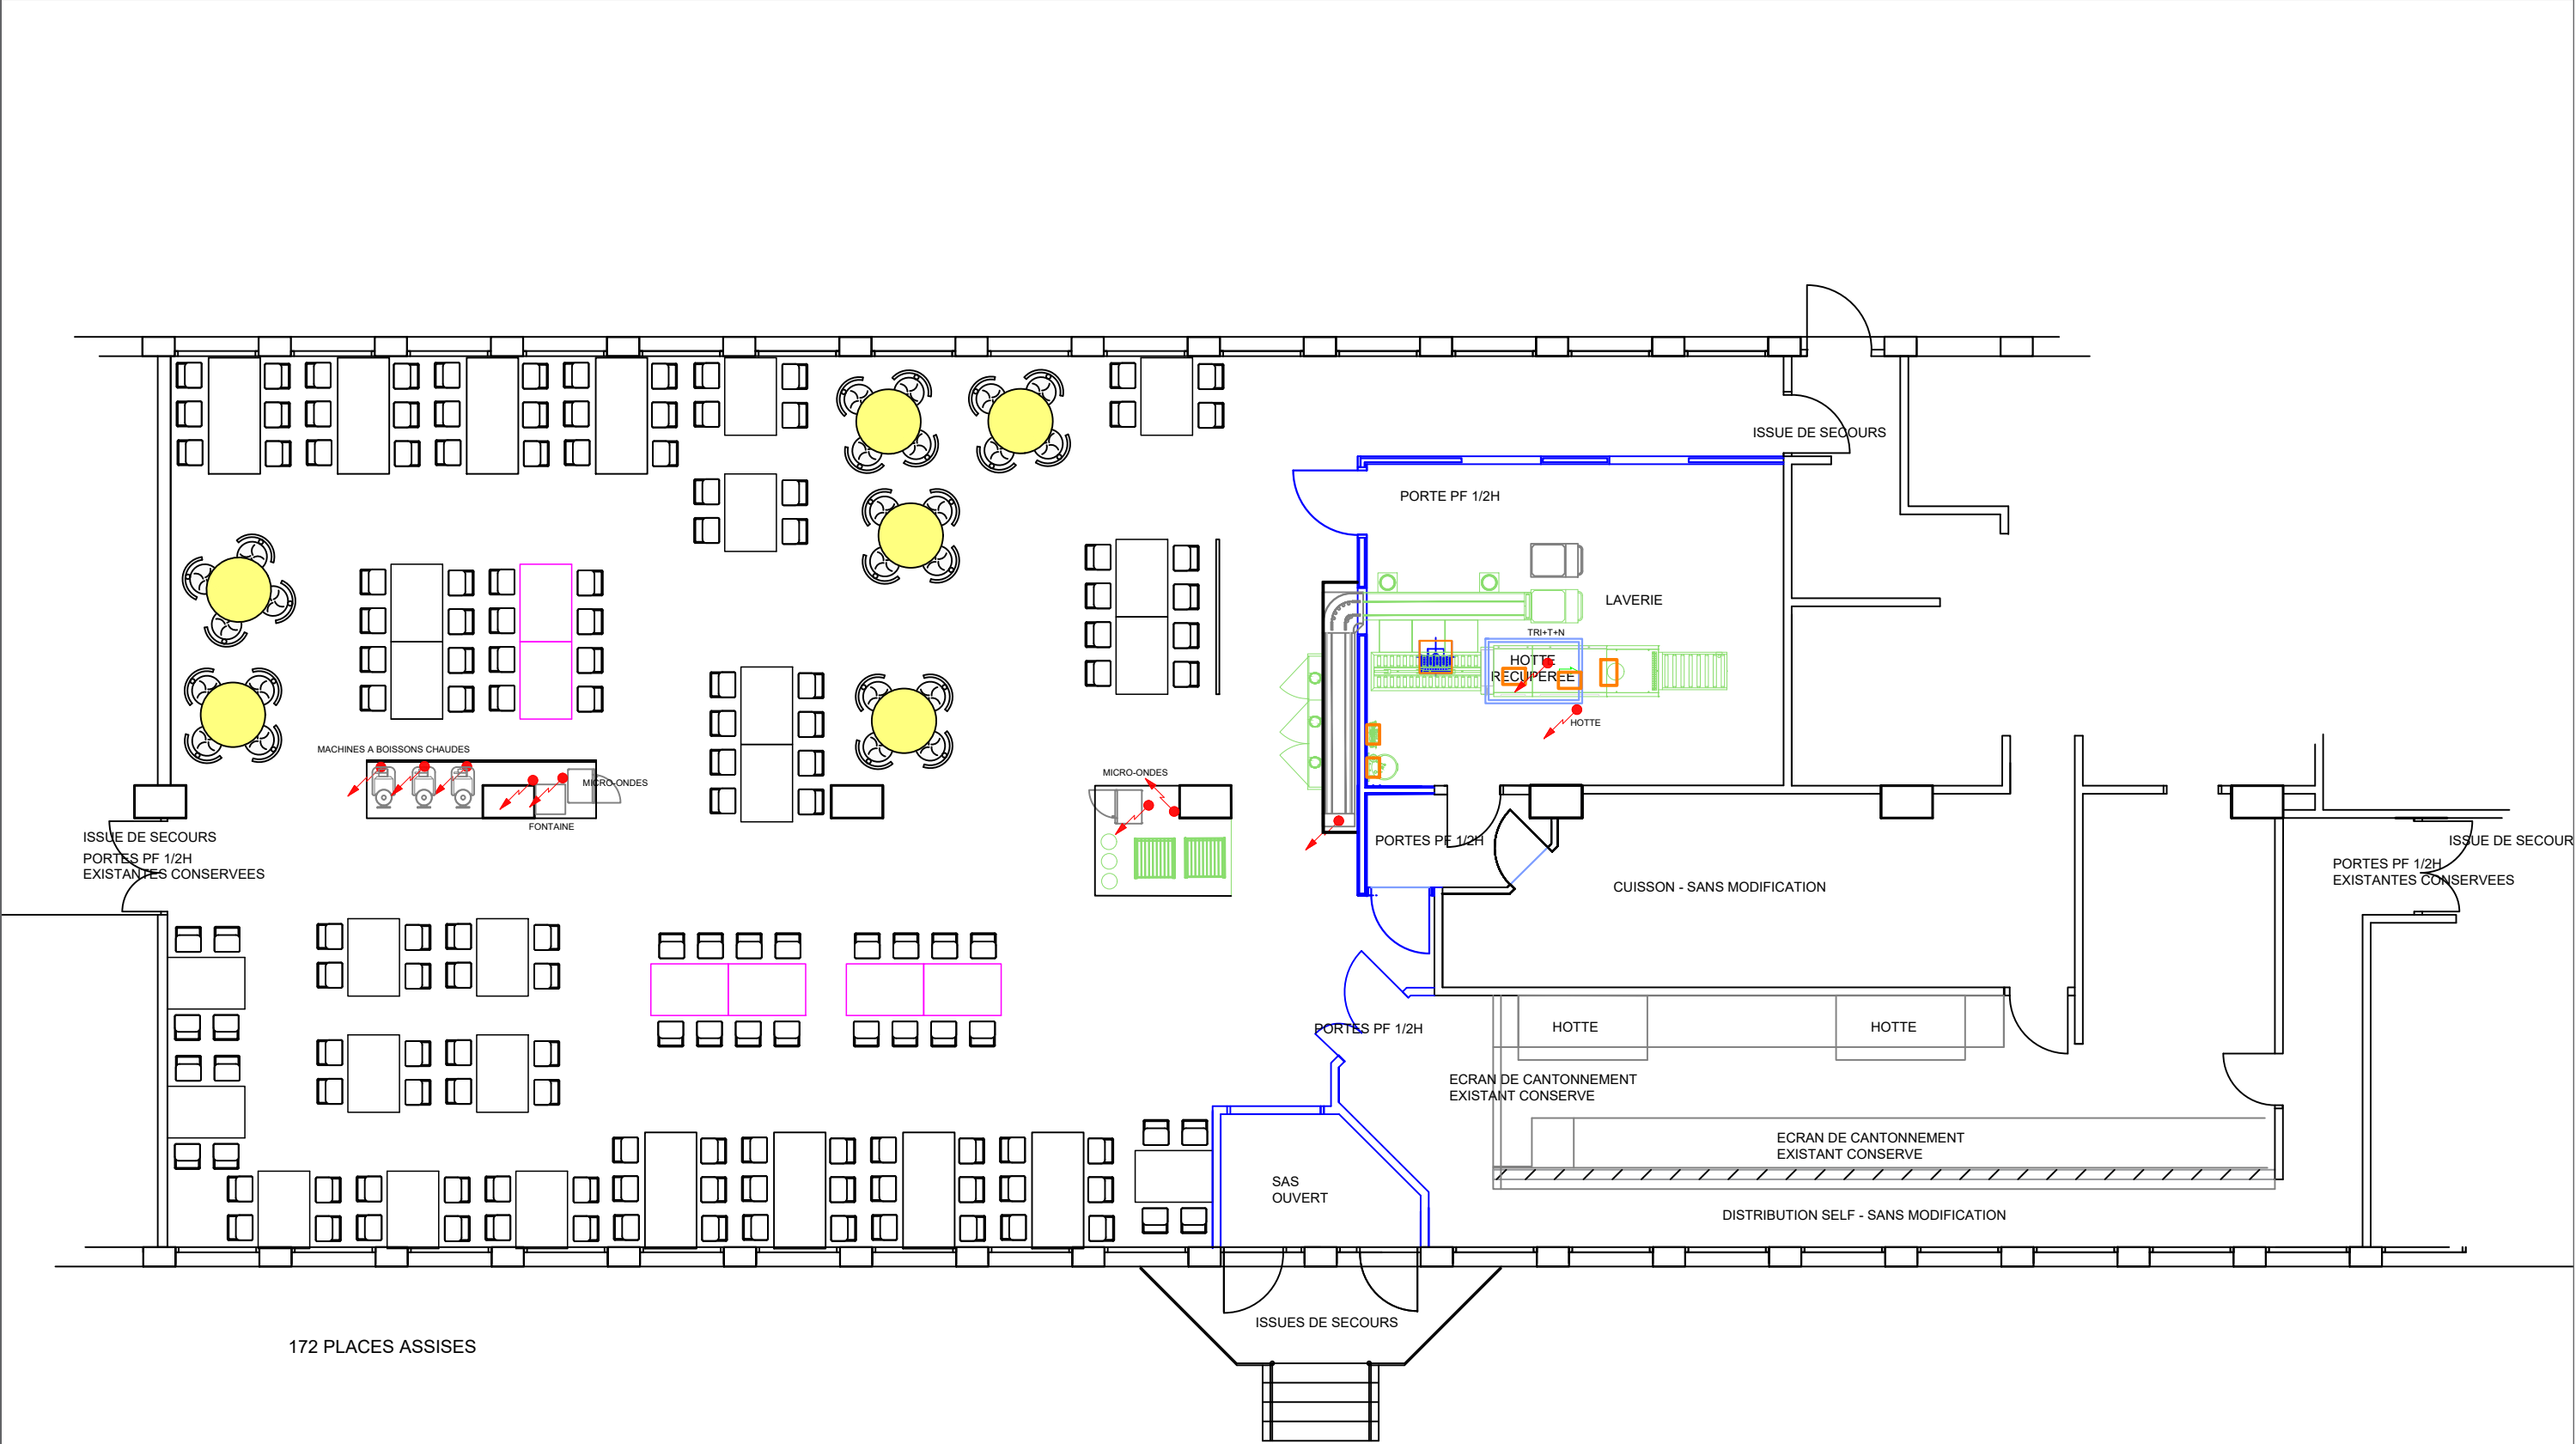 ISSUE DE SECOURS
PORTE PF 1/2H
LAVERIE
TRI+T+N
HOTTE
RECUPEREE
HOTTE
MACHINES A BOISSONS CHAUDES
MICRO-ONDES
FONTAINE
MICRO-ONDES
ISSUE DE SECOURS
PORTES PF 1/2H
EXISTANTES CONSERVEES
PORTES PF 1/2H
CUISSON - SANS MODIFICATION
ISSUE DE SECOUR
PORTES PF 1/2H
EXISTANTES CONSERVEES
PORTES PF 1/2H
HOTTE
HOTTE
ECRAN DE CANTONNEMENT
EXISTANT CONSERVE
ECRAN DE CANTONNEMENT
EXISTANT CONSERVE
SAS
OUVERT
DISTRIBUTION SELF - SANS MODIFICATION
ISSUES DE SECOURS
172 PLACES ASSISES